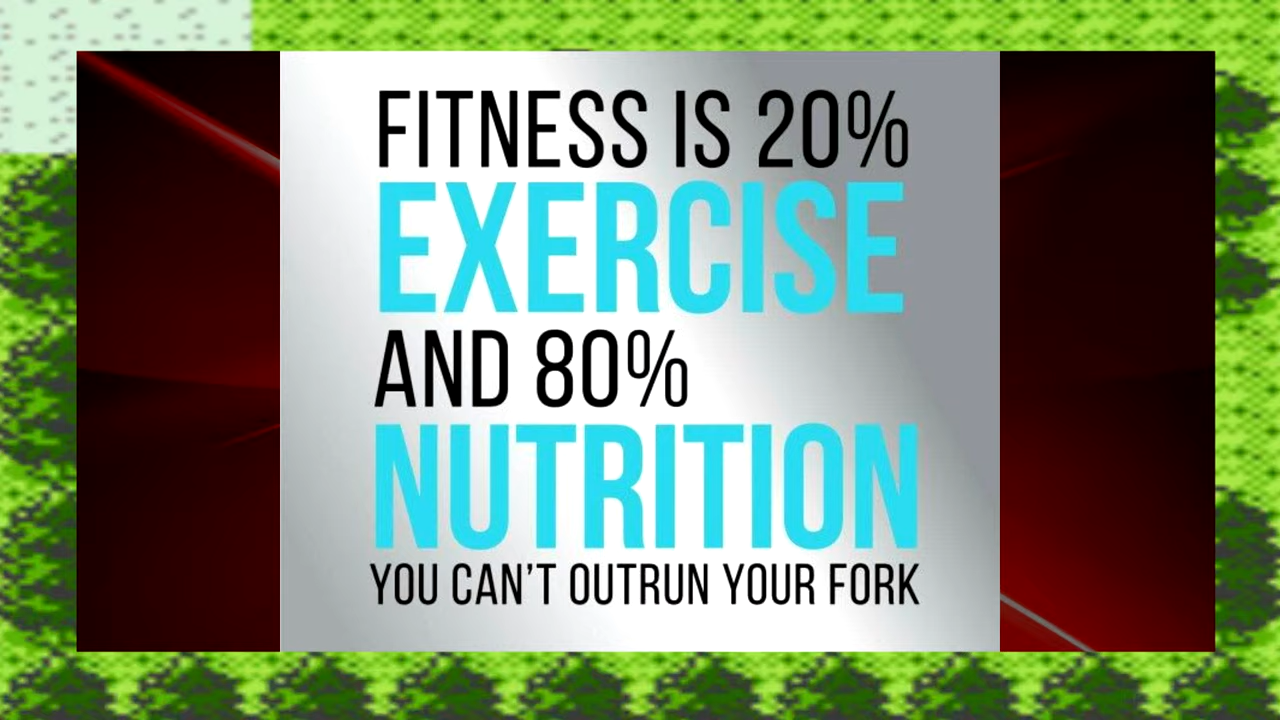 FITNESS IS 20%
EXERCISE
AND 80%
NUTRITION
YOU CAN'T OUTRUN YOUR FORK